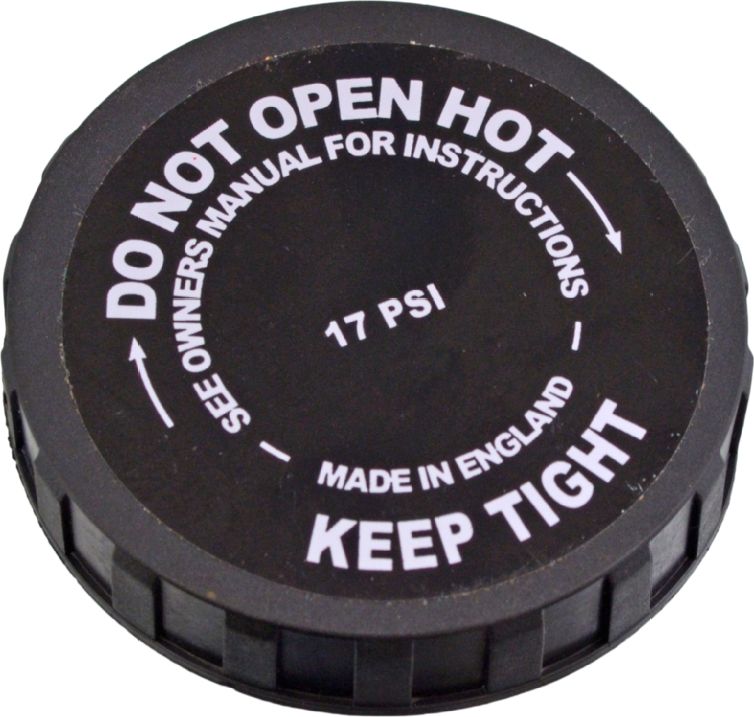 DO NOT OPEN HOT
SEE OWNERS MANUAL FOR INSTRUCTIONS
17 PSI
MADE IN ENGLAND
KEEP TIGHT